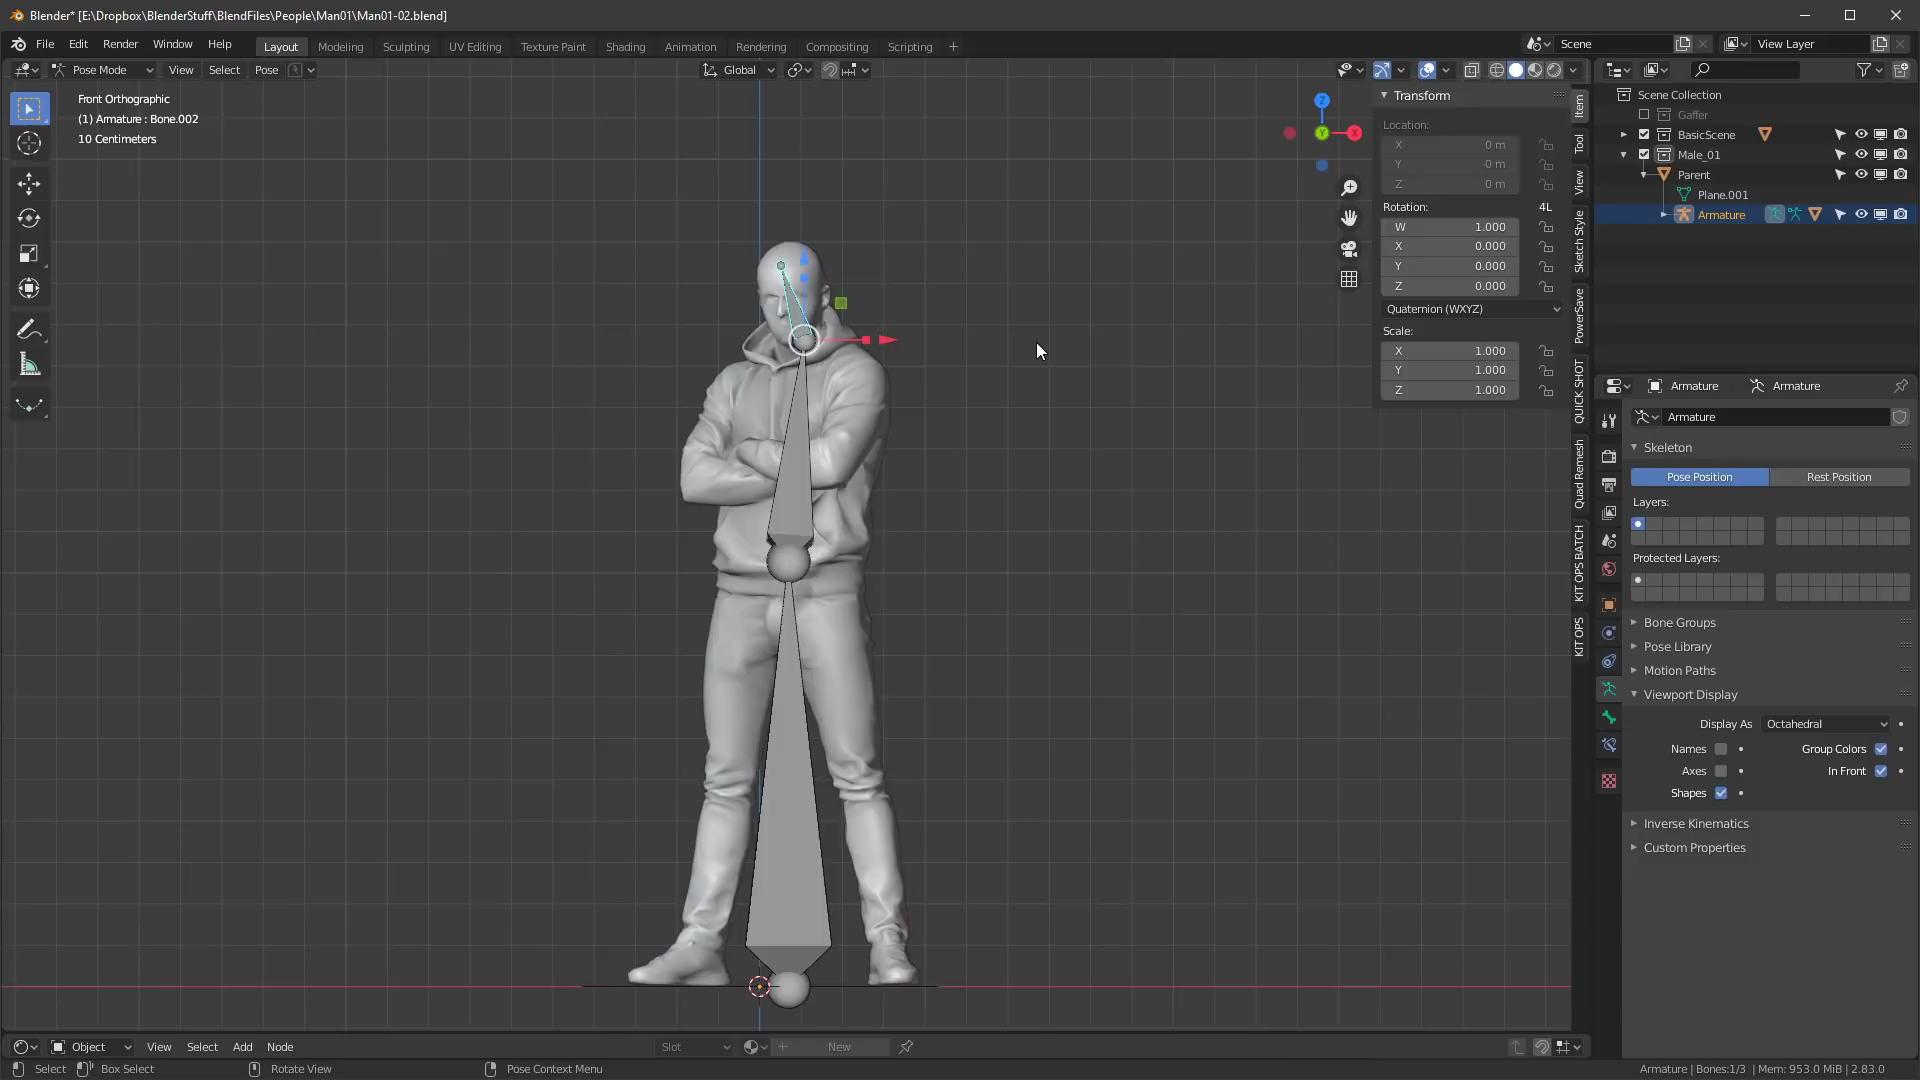 Blender* [E:\Dropbox\BlenderStuff\BlendFiles\People\Man01\Man01-02.blend]
File Edit Render Window Help Layout Modeling Sculpting UV Editing Texture Paint Shading Animation Rendering Compositing Scripting + Scene View Layer
Pose Mode View Select Pose Global
Front Orthographic
(1) Armature : Bone.002
10 Centimeters
Z
Y
X
Transform
Location:
X 0 m
Y -0 m
Z 0 m
Rotation: 4L
W 1.000
X 0.000
Y 0.000
Z 0.000
Quaternion (WXYZ)
Scale:
X 1.000
Y 1.000
Z 1.000
Item
Tool
View
Sketch Style
PowerSave
QUICK SHOT
Quad Remesh
KIT OPS BATCH
KIT OPS
Scene Collection
Gaffer
BasicScene
Male_01
Parent
Plane.001
Armature
Armature Armature
Armature
Skeleton
Pose Position Rest Position
Layers:
Protected Layers:
Bone Groups
Pose Library
Motion Paths
Viewport Display
Display As Octahedral
Names Group Colors
Axes In Front
Shapes
Inverse Kinematics
Custom Properties
Object View Select Add Node Slot New
Select Box Select Rotate View Pose Context Menu Armature | Bones:1/3 | Mem: 953.0 MiB | 2.83.0